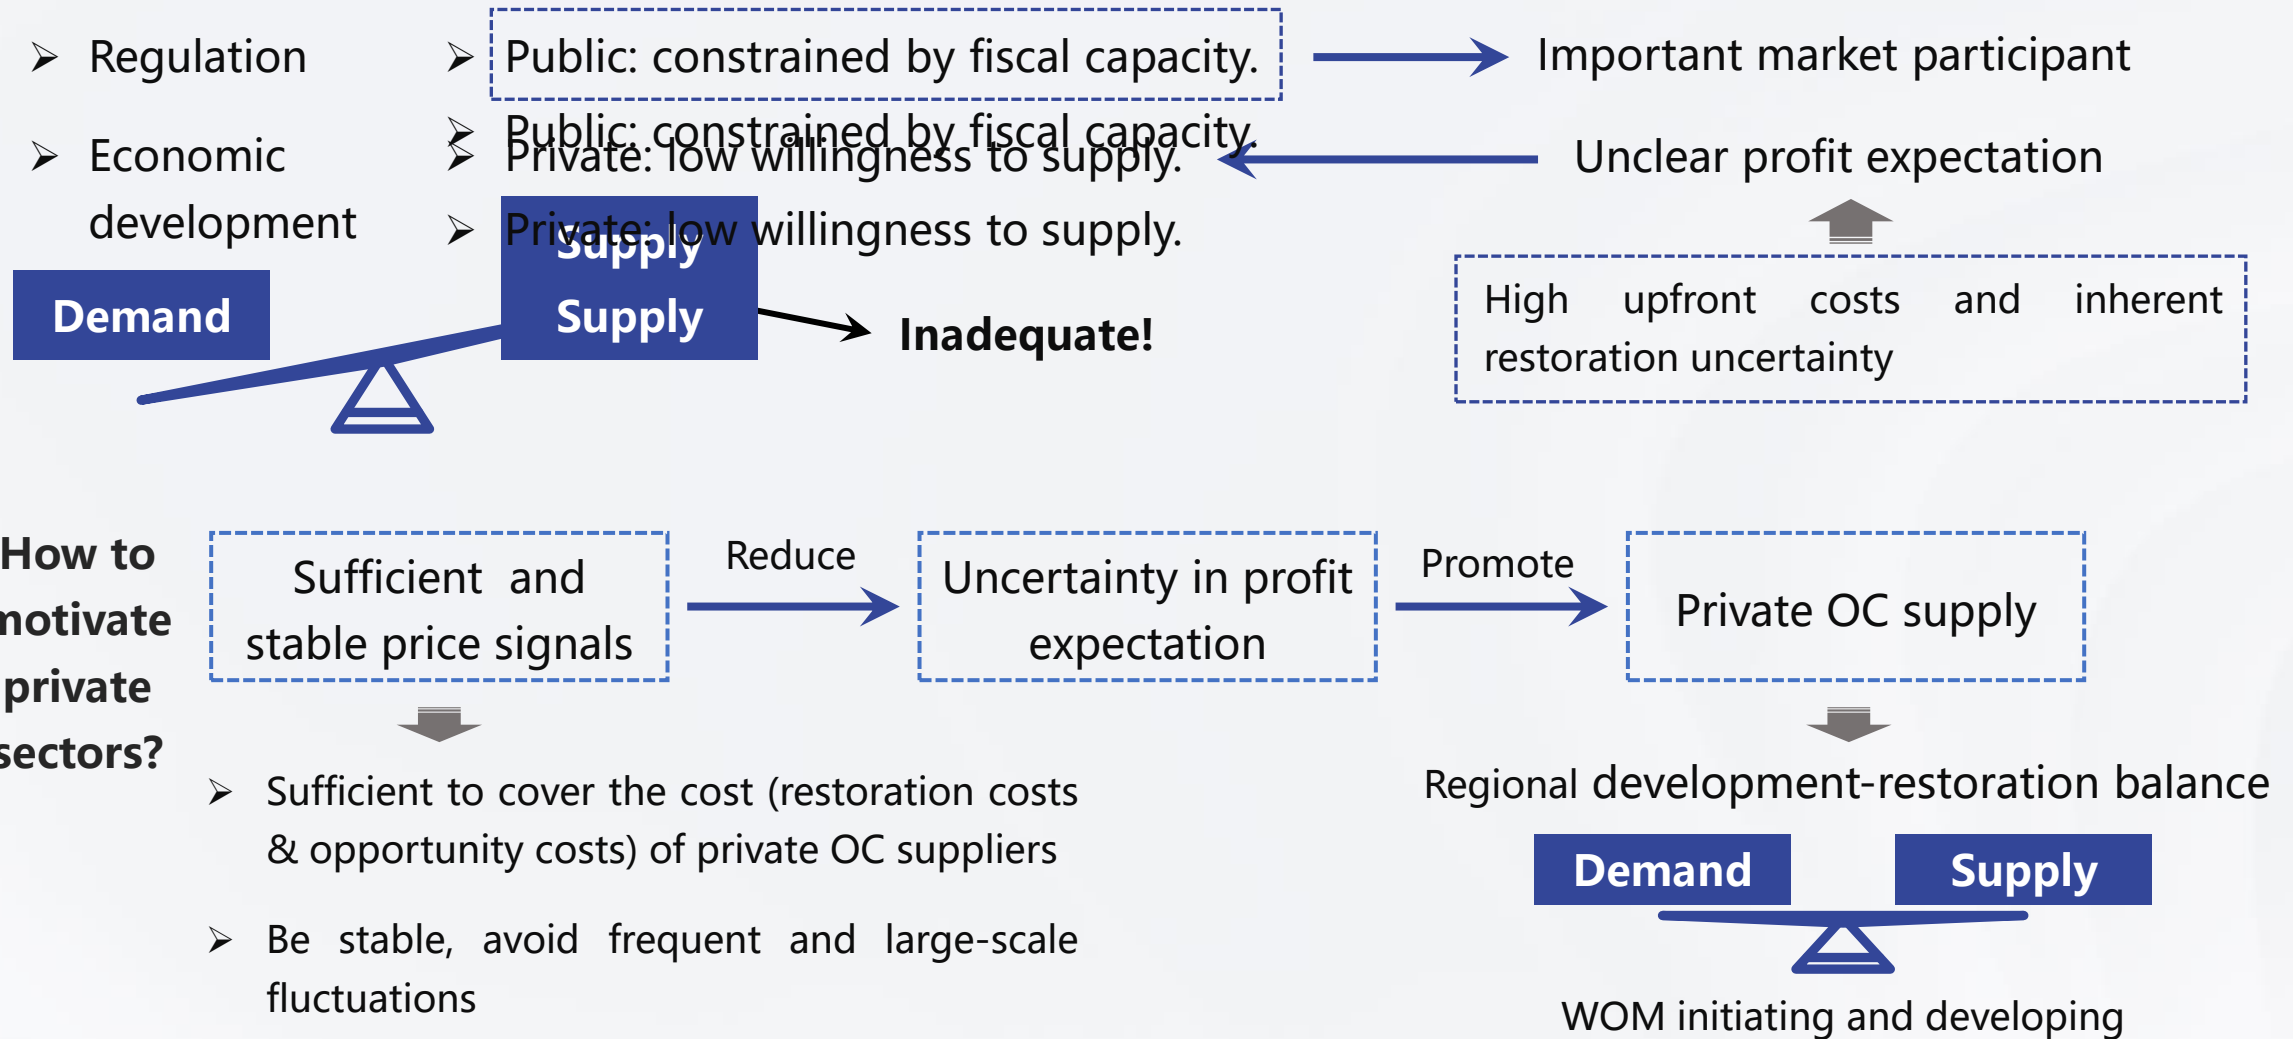 ➢ Regulation
➢ Economic
development
➢ Public: constrained by fiscal capacity.
➢ Public: constrained by fiscal capacity.
➢ Private: low willingness to supply.
➢ Private: low willingness to supply.
Important market participant
Unclear profit expectation
High upfront costs and inherent
restoration uncertainty
Demand
Supply
Supply
Inadequate!
How to
motivate
private
sectors?
Sufficient and
stable price signals
Reduce
Uncertainty in profit
expectation
Promote
Private OC supply
➢ Sufficient to cover the cost (restoration costs
& opportunity costs) of private OC suppliers
➢ Be stable, avoid frequent and large-scale
fluctuations
Regional development-restoration balance
Demand
Supply
WOM initiating and developing